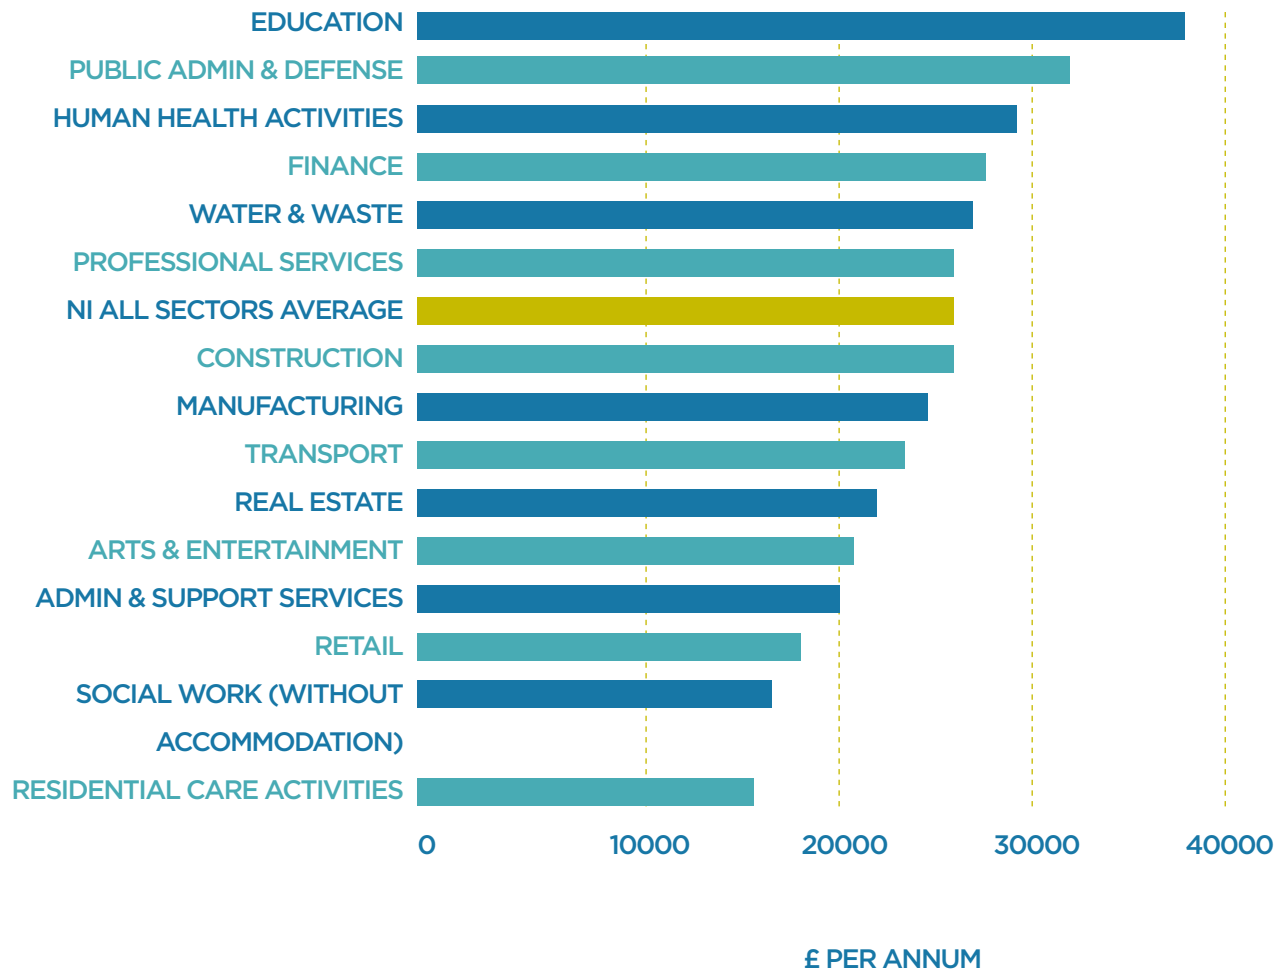 EDUCATION
PUBLIC ADMIN & DEFENSE
HUMAN HEALTH ACTIVITIES
FINANCE
WATER & WASTE
PROFESSIONAL SERVICES
NI ALL SECTORS AVERAGE
CONSTRUCTION
MANUFACTURING
TRANSPORT
REAL ESTATE
ARTS & ENTERTAINMENT
ADMIN & SUPPORT SERVICES
RETAIL
SOCIAL WORK (WITHOUT
ACCOMMODATION)
RESIDENTIAL CARE ACTIVITIES
0 10000 20000 30000 40000
£ PER ANNUM